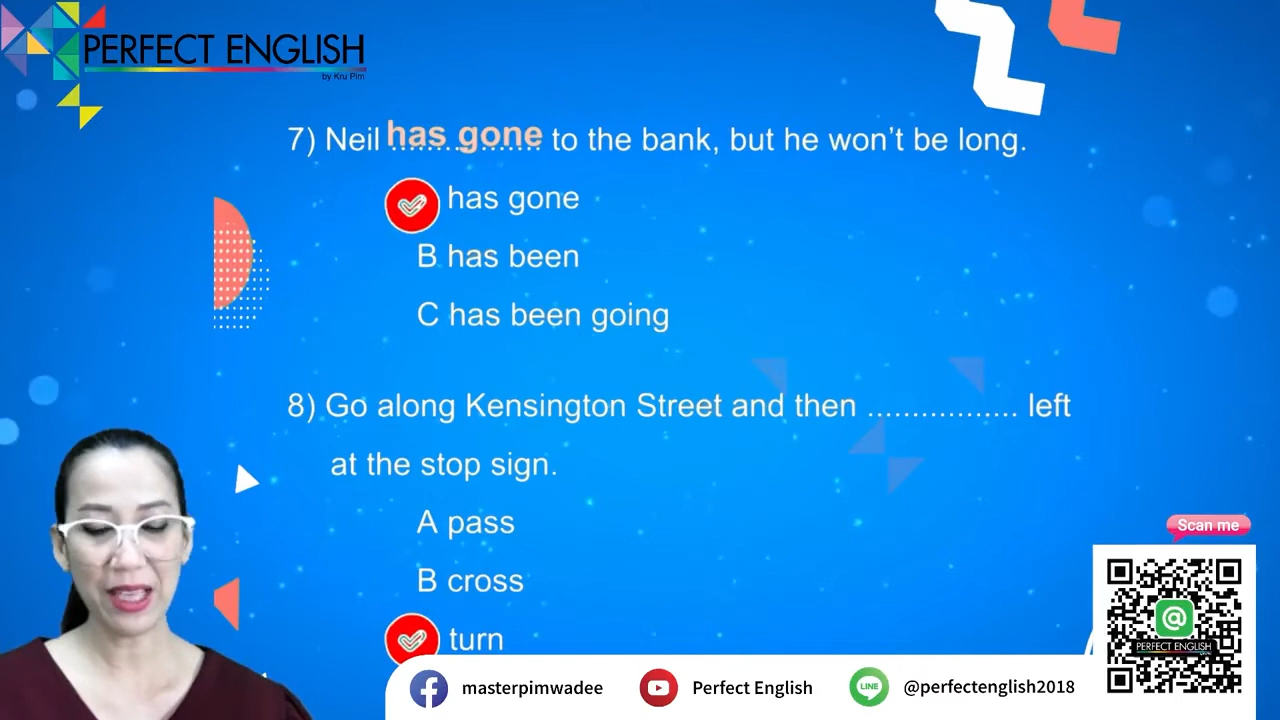 PERFECT ENGLISH
by Kru Pim
7) Neil has gone to the bank, but he won't be long.
has gone
B has been
C has been going
8) Go along Kensington Street and then ................. left
at the stop sign.
A pass
B cross
turn
Scan me
@
PERFECT ENGLISH
masterpimwadee
Perfect English
LINE
@perfectenglish2018